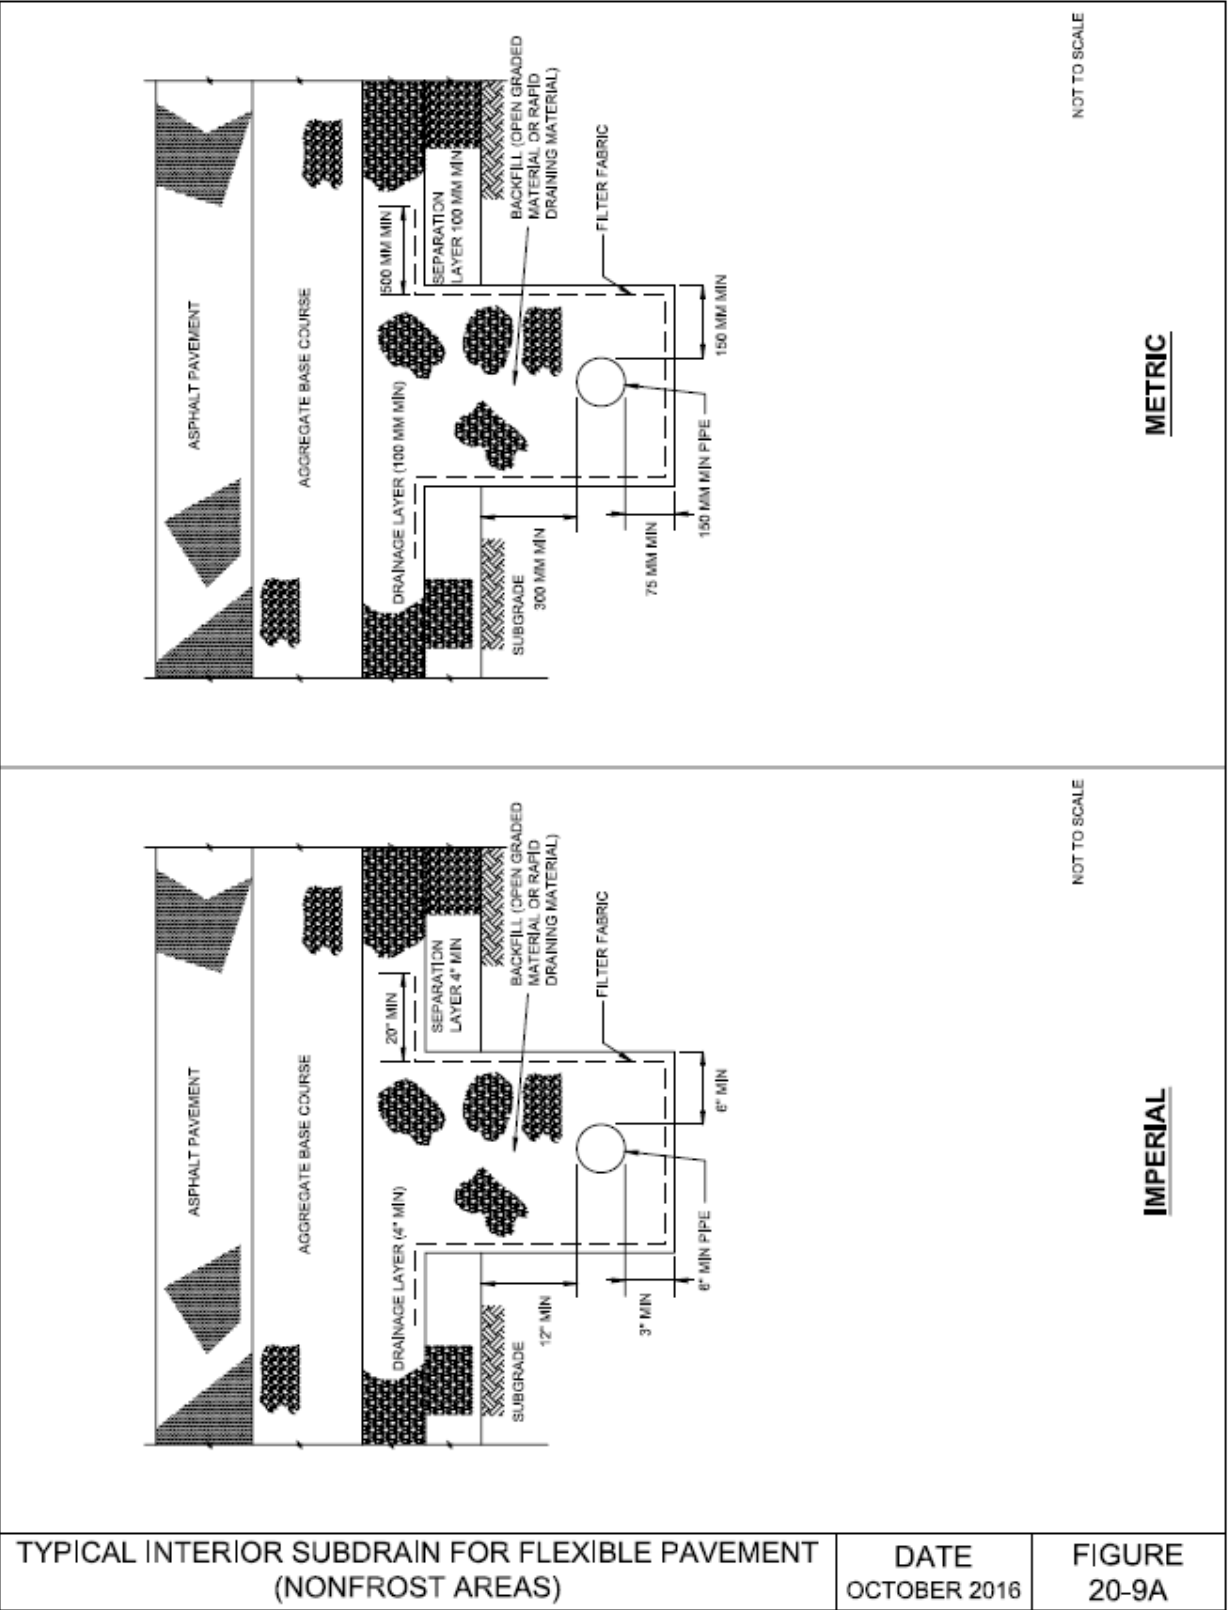 ASPHALT PAVEMENT
AGGREGATE BASE COURSE
DRAINAGE LAYER (100 MM MIN)
500 MM MIN
SEPARATION
LAYER 100 MM MIN
BACKFILL (OPEN GRADED
MATERIAL OR RAPID
DRAINING MATERIAL)
SUBGRADE
300 MM MIN
FILTER FABRIC
75 MM MIN
150 MM MIN PIPE
150 MM MIN
NOT TO SCALE
METRIC
ASPHALT PAVEMENT
AGGREGATE BASE COURSE
DRAINAGE LAYER (4" MIN)
20" MIN
SEPARATION
LAYER 4" MIN
BACKFILL (OPEN GRADED
MATERIAL OR RAPID
DRAINING MATERIAL)
SUBGRADE
12" MIN
FILTER FABRIC
3" MIN
6" MIN PIPE
6" MIN
NOT TO SCALE
IMPERIAL
TYPICAL INTERIOR SUBDRAIN FOR FLEXIBLE PAVEMENT
(NONFROST AREAS)
DATE
OCTOBER 2016
FIGURE
20-9A